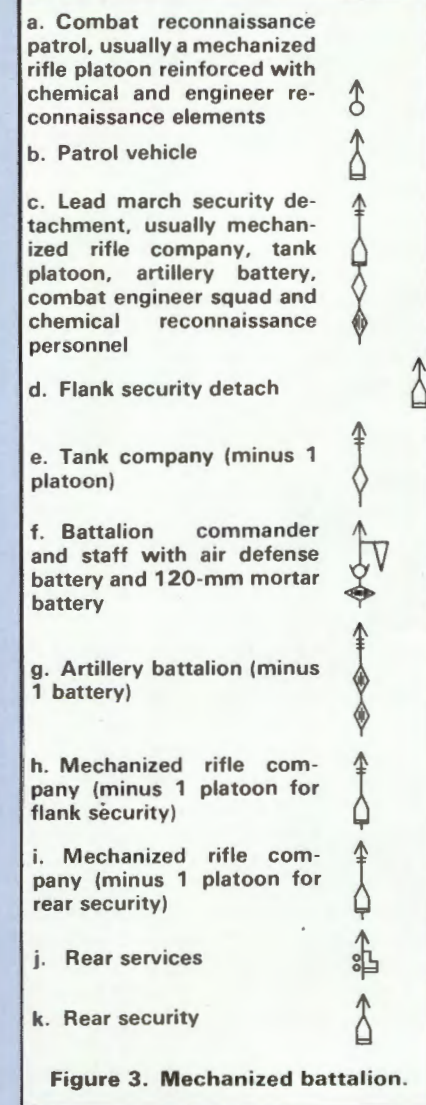 a. Combat reconnaissance
patrol, usually a mechanized
rifle platoon reinforced with
chemical and engineer re-
connaissance elements
b. Patrol vehicle
c. Lead march security de-
tachment, usually mechan-
ized rifle company, tank
platoon, artillery battery,
combat engineer squad and
chemical reconnaissance
personnel
d. Flank security detach
e. Tank company (minus 1
platoon)
f. Battalion commander
and staff with air defense
battery and 120-mm mortar
battery
g. Artillery battalion (minus
1 battery)
h. Mechanized rifle com-
pany (minus 1 platoon for
flank security)
i. Mechanized rifle com-
pany (minus 1 platoon for
rear security)
j. Rear services
k. Rear security
Figure 3. Mechanized battalion.